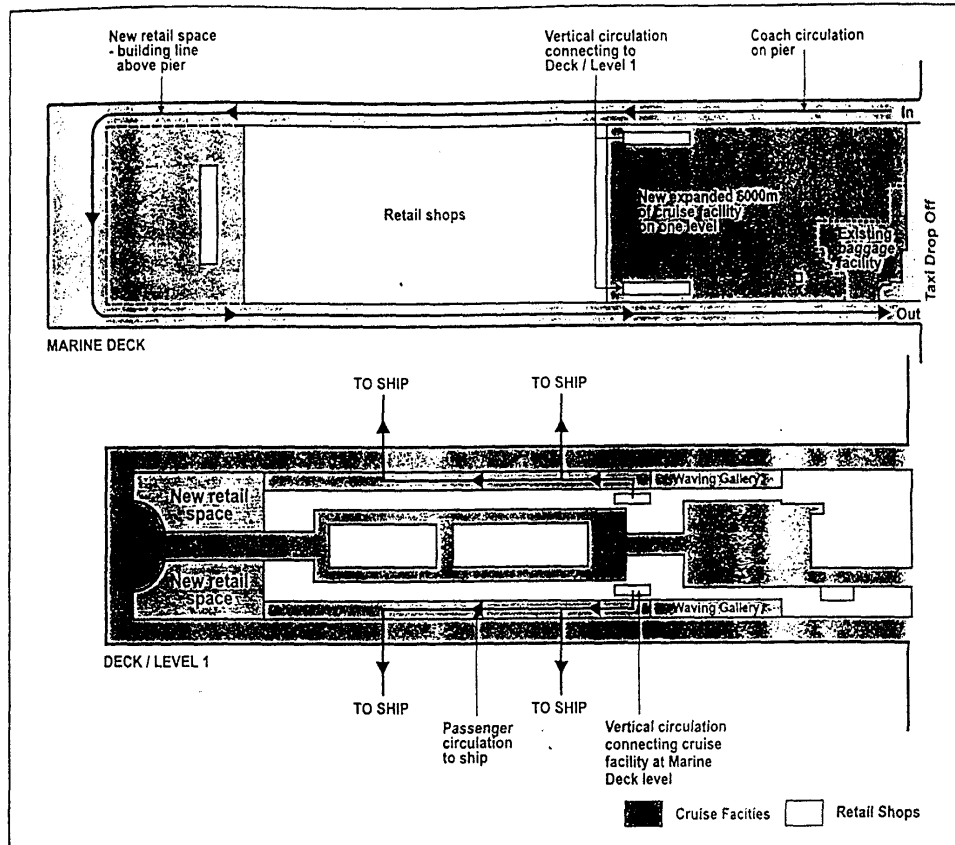 New retail space
- building line
above pier
Vertical circulation
connecting to
Deck / Level 1
Coach circulation
on pier
In
Retail shops
New expanded 6000m
of cruise facility
on one level
Existing
baggage
facility
Taxi Drop Off
Out
MARINE DECK
TO SHIP
TO SHIP
New retail
space
Waving Gallery
New retail
space
Waving Gallery
DECK / LEVEL 1
TO SHIP
TO SHIP
Passenger
circulation
to ship
Vertical circulation
connecting cruise
facility at Marine
Deck level
Cruise Facities
Retail Shops